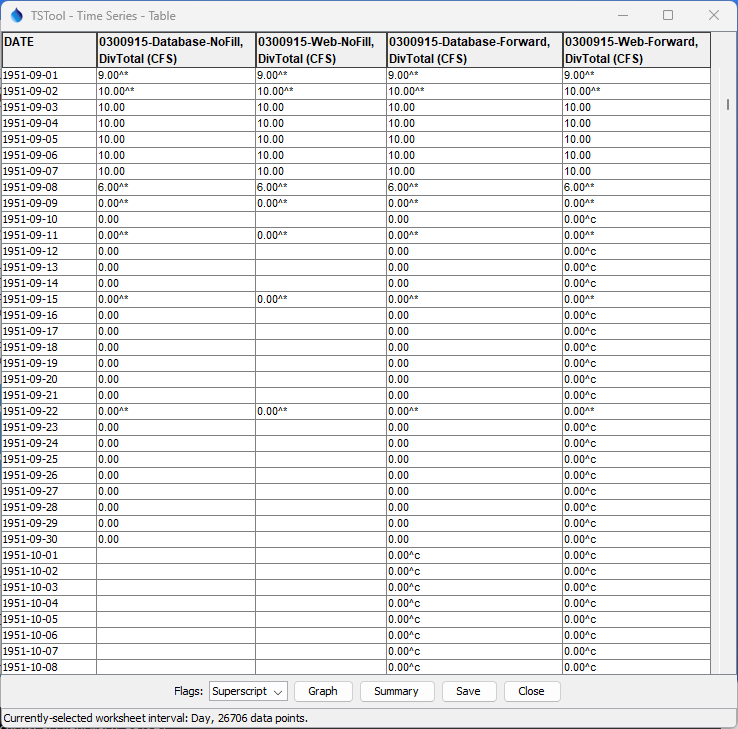 TSTool - Time Series - Table
DATE 0300915-Database-NoFill, DivTotal (CFS) 0300915-Web-NoFill, DivTotal (CFS) 0300915-Database-Forward, DivTotal (CFS) 0300915-Web-Forward, DivTotal (CFS)
1951-09-01 9.00^* 9.00^* 9.00^* 9.00^*
1951-09-02 10.00^* 10.00^* 10.00^* 10.00^*
1951-09-03 10.00 10.00 10.00 10.00
1951-09-04 10.00 10.00 10.00 10.00
1951-09-05 10.00 10.00 10.00 10.00
1951-09-06 10.00 10.00 10.00 10.00
1951-09-07 10.00 10.00 10.00 10.00
1951-09-08 6.00^* 6.00^* 6.00^* 6.00^*
1951-09-09 0.00^* 0.00^* 0.00^* 0.00^*
1951-09-10 0.00 0.00 0.00^c
1951-09-11 0.00^* 0.00^* 0.00^* 0.00^*
1951-09-12 0.00 0.00 0.00^c
1951-09-13 0.00 0.00 0.00^c
1951-09-14 0.00 0.00 0.00^c
1951-09-15 0.00^* 0.00^* 0.00^* 0.00^*
1951-09-16 0.00 0.00 0.00^c
1951-09-17 0.00 0.00 0.00^c
1951-09-18 0.00 0.00 0.00^c
1951-09-19 0.00 0.00 0.00^c
1951-09-20 0.00 0.00 0.00^c
1951-09-21 0.00 0.00 0.00^c
1951-09-22 0.00^* 0.00^* 0.00^* 0.00^*
1951-09-23 0.00 0.00 0.00^c
1951-09-24 0.00 0.00 0.00^c
1951-09-25 0.00 0.00 0.00^c
1951-09-26 0.00 0.00 0.00^c
1951-09-27 0.00 0.00 0.00^c
1951-09-28 0.00 0.00 0.00^c
1951-09-29 0.00 0.00 0.00^c
1951-09-30 0.00 0.00 0.00^c
1951-10-01 0.00^c 0.00^c
1951-10-02 0.00^c 0.00^c
1951-10-03 0.00^c 0.00^c
1951-10-04 0.00^c 0.00^c
1951-10-05 0.00^c 0.00^c
1951-10-06 0.00^c 0.00^c
1951-10-07 0.00^c 0.00^c
1951-10-08 0.00^c 0.00^c
Flags: Superscript Graph Summary Save Close
Currently-selected worksheet interval: Day, 26706 data points.